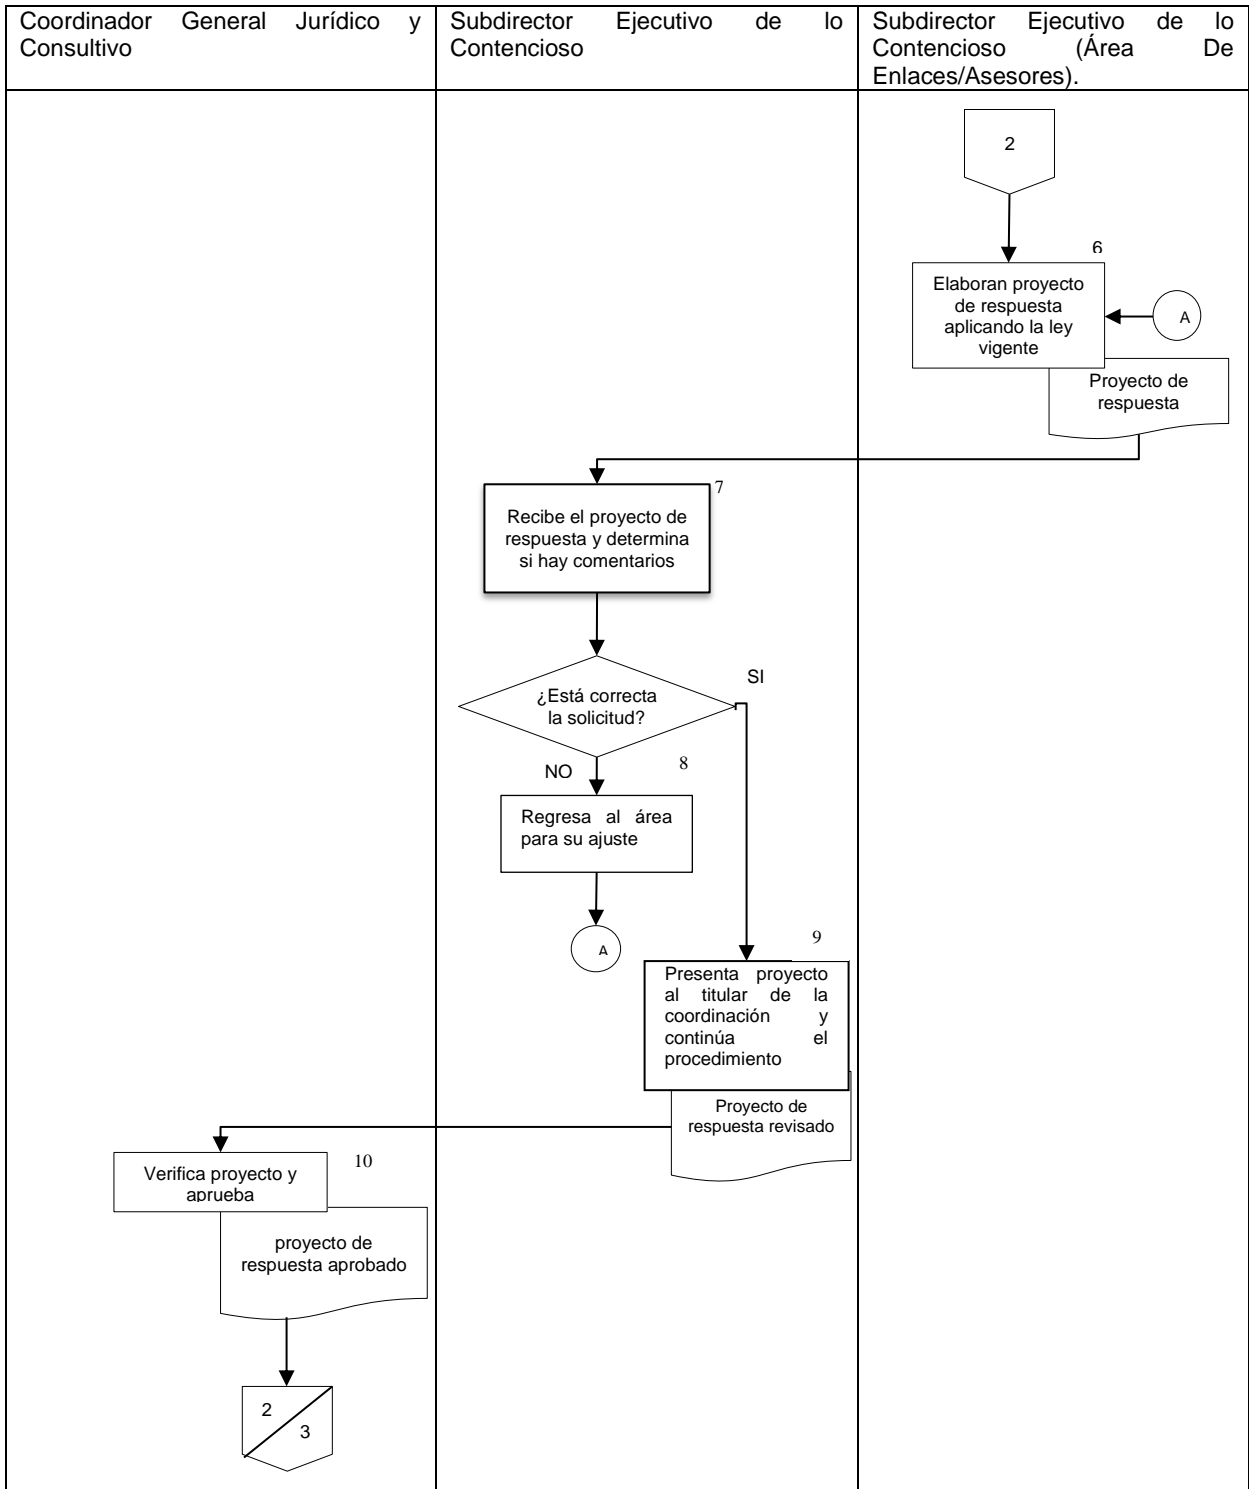 Coordinador General Jurídico y
Consultivo
Subdirector Ejecutivo de lo
Contencioso
Subdirector Ejecutivo de lo
Contencioso (Área De
Enlaces/Asesores).
2
6
Elaboran proyecto
de respuesta
aplicando la ley
vigente
A
Proyecto de
respuesta
7
Recibe el proyecto de
respuesta y determina
si hay comentarios
¿Está correcta
la solicitud?
SI
NO
8
Regresa al área
para su ajuste
A
9
Presenta proyecto
al titular de la
coordinación y
continúa el
procedimiento
Proyecto de
respuesta revisado
10
Verifica proyecto y
aprueba
proyecto de
respuesta aprobado
2
3